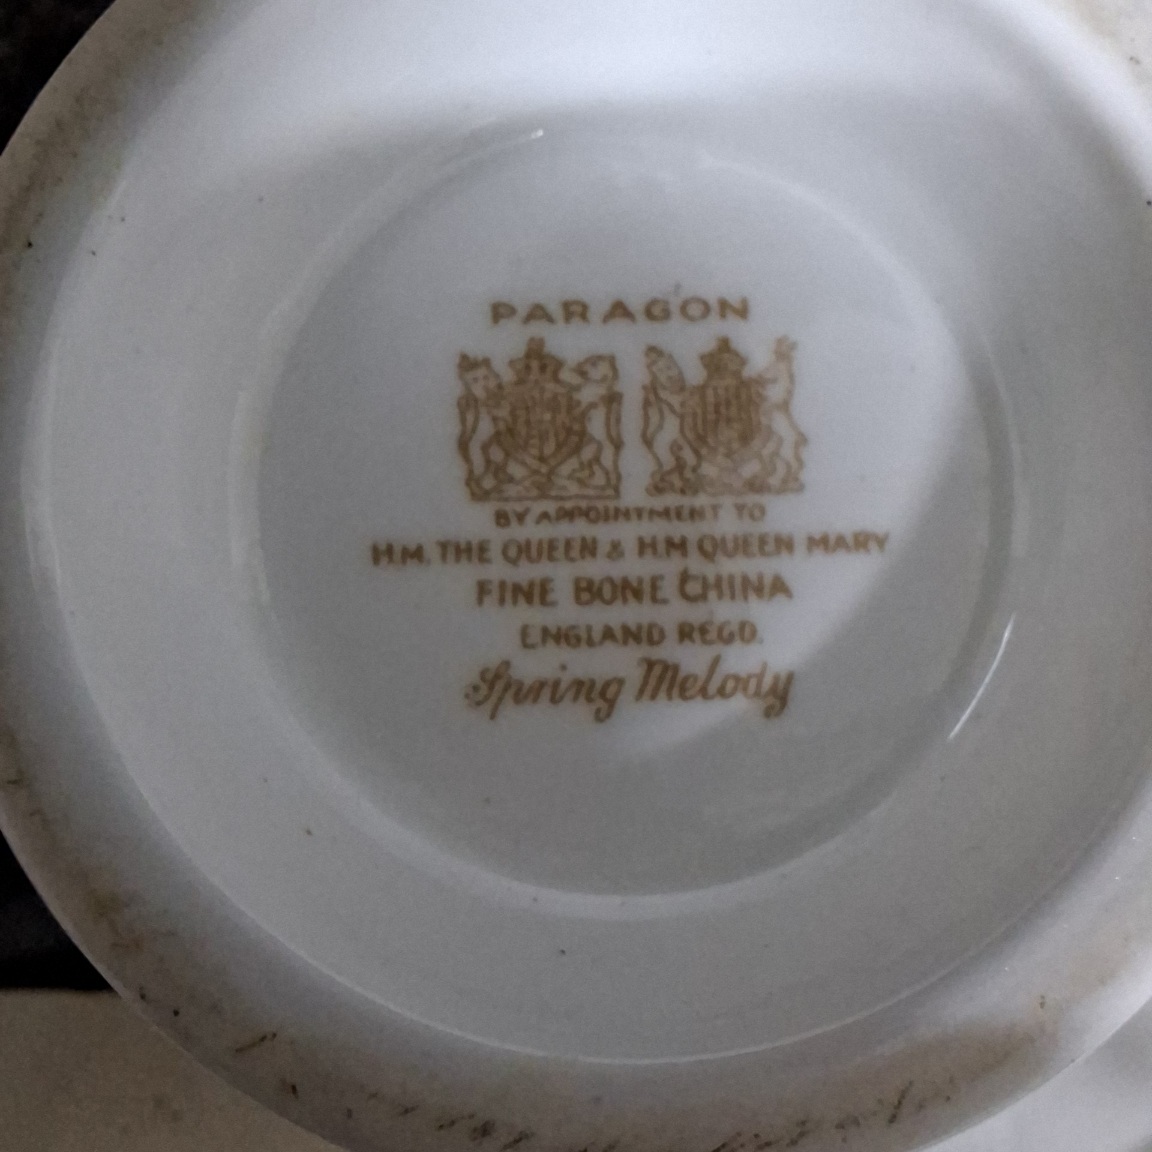 PARAGON
BY APPOINTMENT TO
H.M. THE QUEEN & H.M QUEEN MARY
FINE BONE CHINA
ENGLAND REGD.
Spring Melody